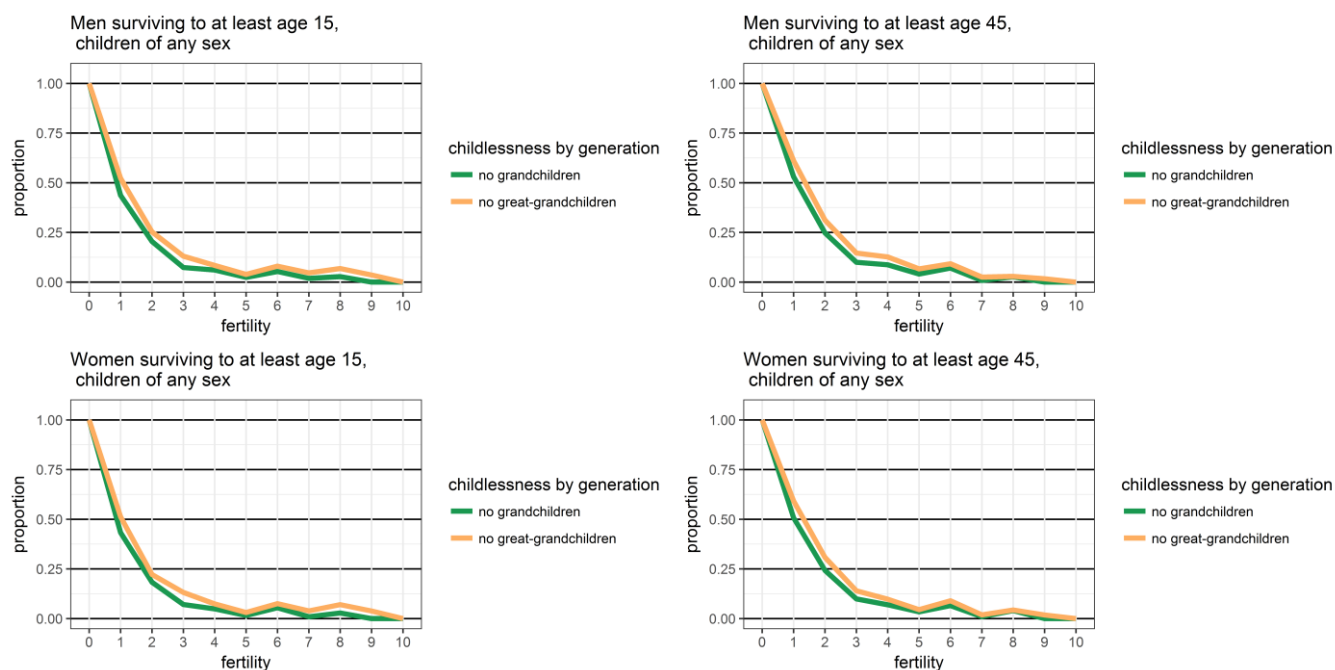 Men surviving to at least age 15,
children of any sex
1.00
0.75
0.50
0.25
0.00
proportion
0 1 2 3 4 5 6 7 8 9 10
fertility
childlessness by generation
no grandchildren
no great-grandchildren
Men surviving to at least age 45,
children of any sex
1.00
0.75
0.50
0.25
0.00
proportion
0 1 2 3 4 5 6 7 8 9 10
fertility
childlessness by generation
no grandchildren
no great-grandchildren
Women surviving to at least age 15,
children of any sex
1.00
0.75
0.50
0.25
0.00
proportion
0 1 2 3 4 5 6 7 8 9 10
fertility
childlessness by generation
no grandchildren
no great-grandchildren
Women surviving to at least age 45,
children of any sex
1.00
0.75
0.50
0.25
0.00
proportion
0 1 2 3 4 5 6 7 8 9 10
fertility
childlessness by generation
no grandchildren
no great-grandchildren